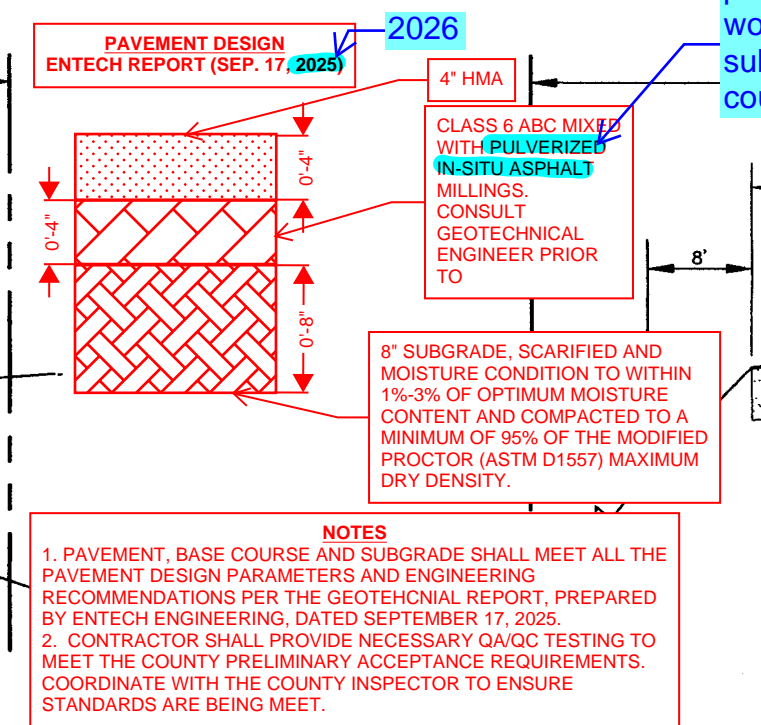 PAVEMENT DESIGN
ENTECH REPORT (SEP. 17, 2025)
2026
wo
sul
cou
4" HMA
CLASS 6 ABC MIXED
WITH PULVERIZED
IN-SITU ASPHALT
MILLINGS.
CONSULT
GEOTECHNICAL
ENGINEER PRIOR
TO
0'-4"
0'-4"
0'-8"
8'
8" SUBGRADE, SCARIFIED AND
MOISTURE CONDITION TO WITHIN
1%-3% OF OPTIMUM MOISTURE
CONTENT AND COMPACTED TO A
MINIMUM OF 95% OF THE MODIFIED
PROCTOR (ASTM D1557) MAXIMUM
DRY DENSITY.
NOTES
1. PAVEMENT, BASE COURSE AND SUBGRADE SHALL MEET ALL THE
PAVEMENT DESIGN PARAMETERS AND ENGINEERING
RECOMMENDATIONS PER THE GEOTEHCNIAL REPORT, PREPARED
BY ENTECH ENGINEERING, DATED SEPTEMBER 17, 2025.
2. CONTRACTOR SHALL PROVIDE NECESSARY QA/QC TESTING TO
MEET THE COUNTY PRELIMINARY ACCEPTANCE REQUIREMENTS.
COORDINATE WITH THE COUNTY INSPECTOR TO ENSURE
STANDARDS ARE BEING MEET.